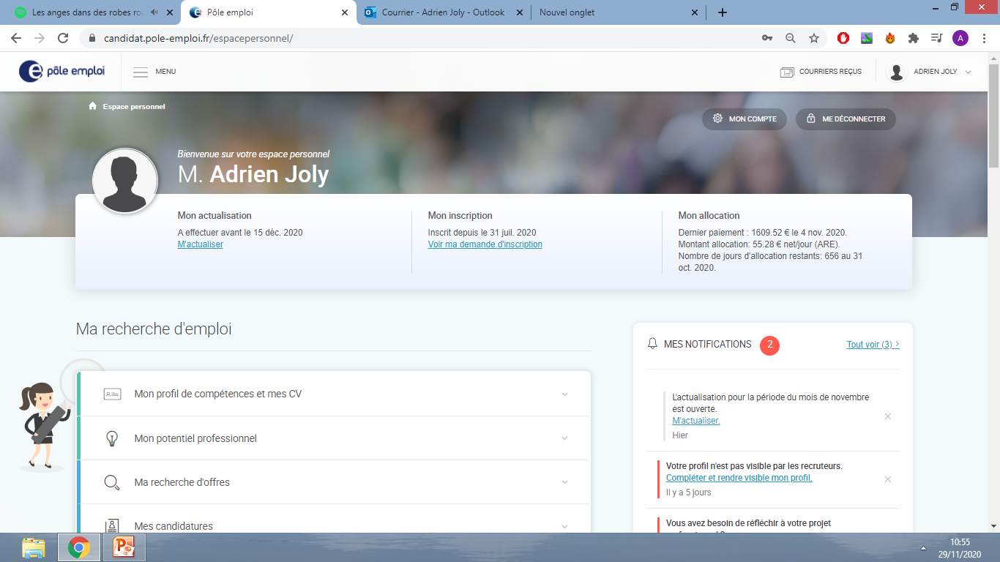 Les anges dans des robes ro
Pôle emploi
Courrier - Adrien Joly - Outlook
Nouvel onglet
candidat.pole-emploi.fr/espacepersonnel/
A
pôle emploi
MENU
COURRIERS REÇUS
ADRIEN JOLY
Espace personnel
MON COMPTE
ME DÉCONNECTER
Bienvenue sur votre espace personnel
M. Adrien Joly
Mon actualisation
A effectuer avant le 15 déc. 2020
M'actualiser
Mon inscription
Inscrit depuis le 31 juil. 2020
Voir ma demande d'inscription
Mon allocation
Dernier paiement : 1609.52 € le 4 nov. 2020.
Montant allocation: 55.28 € net/jour (ARE).
Nombre de jours d'allocation restants: 656 au 31
oct. 2020.
Ma recherche d'emploi
Mon profil de compétences et mes CV
Mon potentiel professionnel
Ma recherche d'offres
Mes candidatures
MES NOTIFICATIONS 2
Tout voir (3) >
L'actualisation pour la période du mois de novembre
est ouverte.
M'actualiser.
Hier
Votre profil n'est pas visible par les recruteurs.
Compléter et rendre visible mon profil.
Il y a 5 jours
Vous avez besoin de réfléchir à votre projet
10:55
29/11/2020